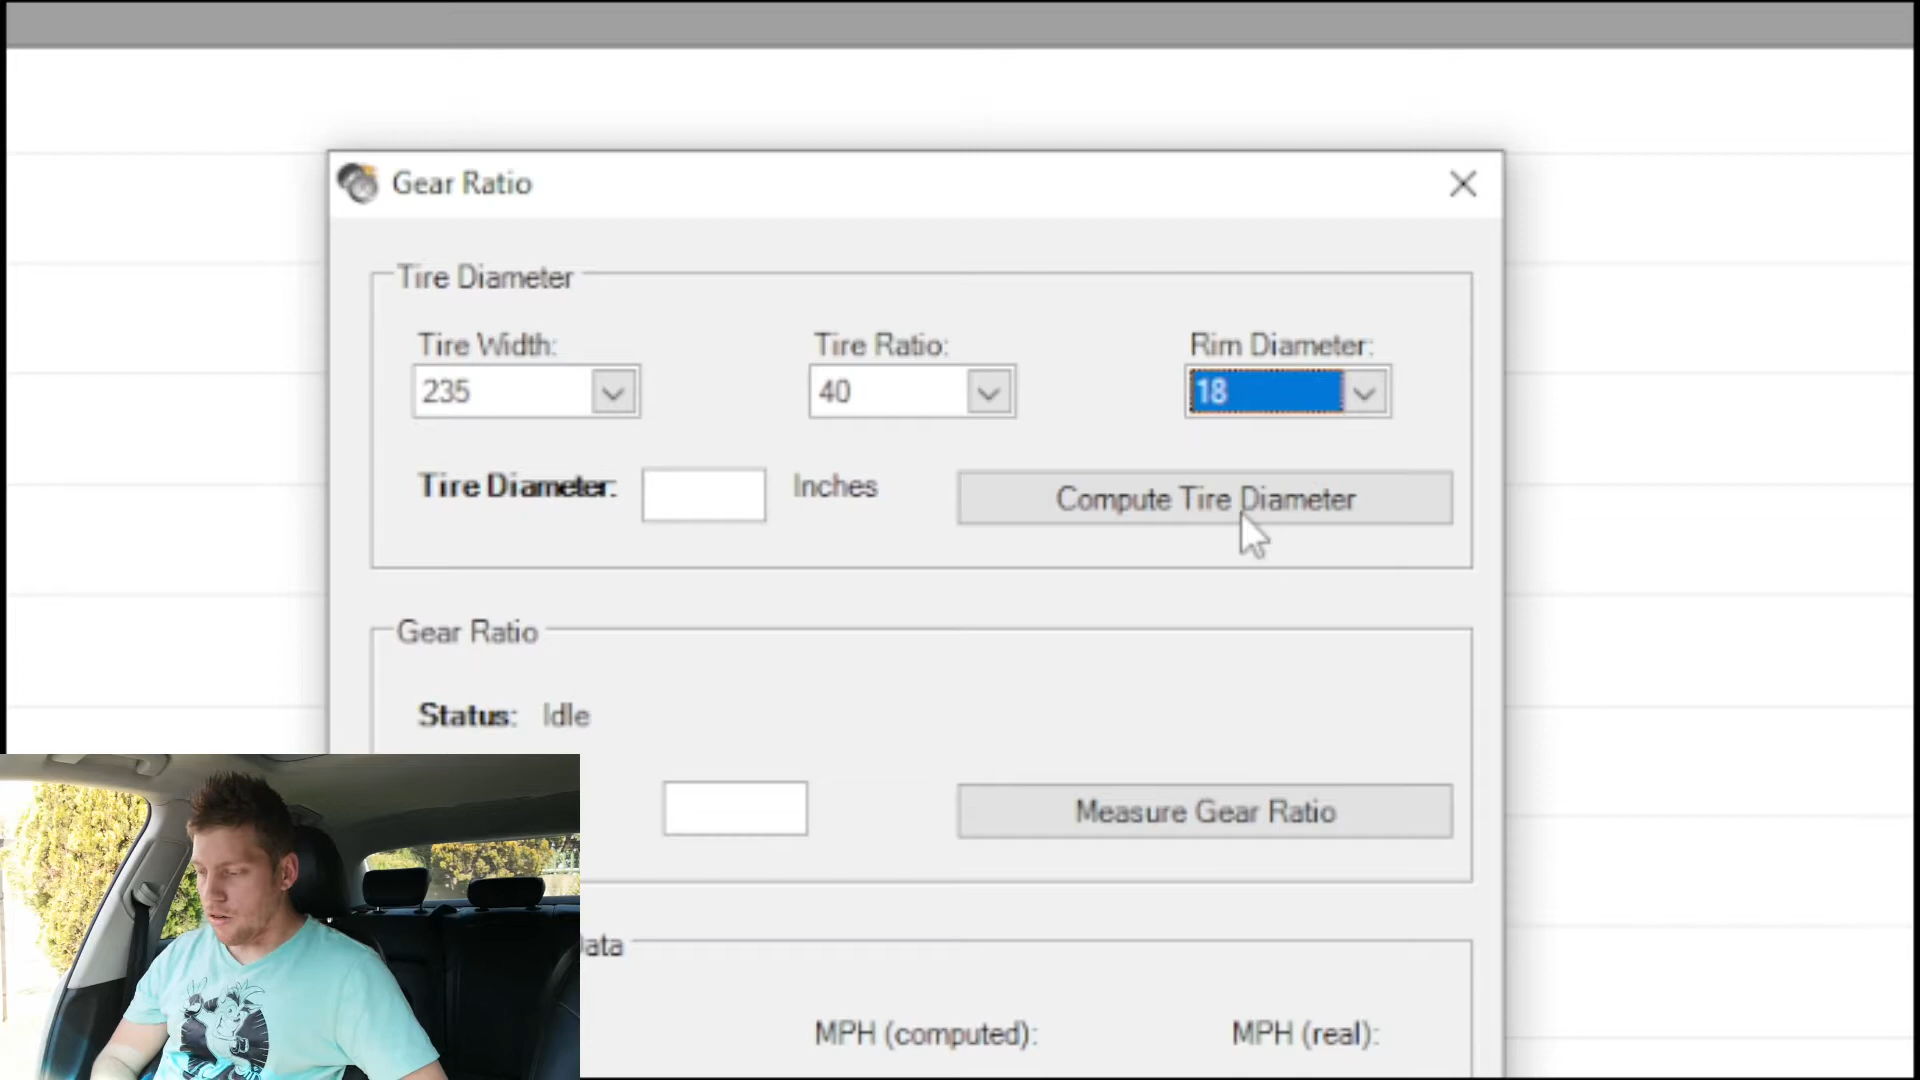 Gear Ratio
Tire Diameter
Tire Width: Tire Ratio: Rim Diameter:
235 40 18
Tire Diameter: Inches Compute Tire Diameter
Gear Ratio
Status: Idle
Measure Gear Ratio
MPH (computed): MPH (real):